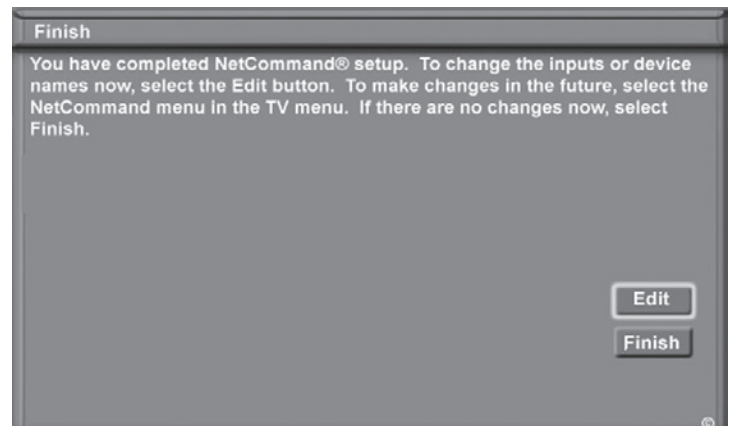 Finish
You have completed NetCommand® setup. To change the inputs or device
names now, select the Edit button. To make changes in the future, select the
NetCommand menu in the TV menu. If there are no changes now, select
Finish.
Edit
Finish
©